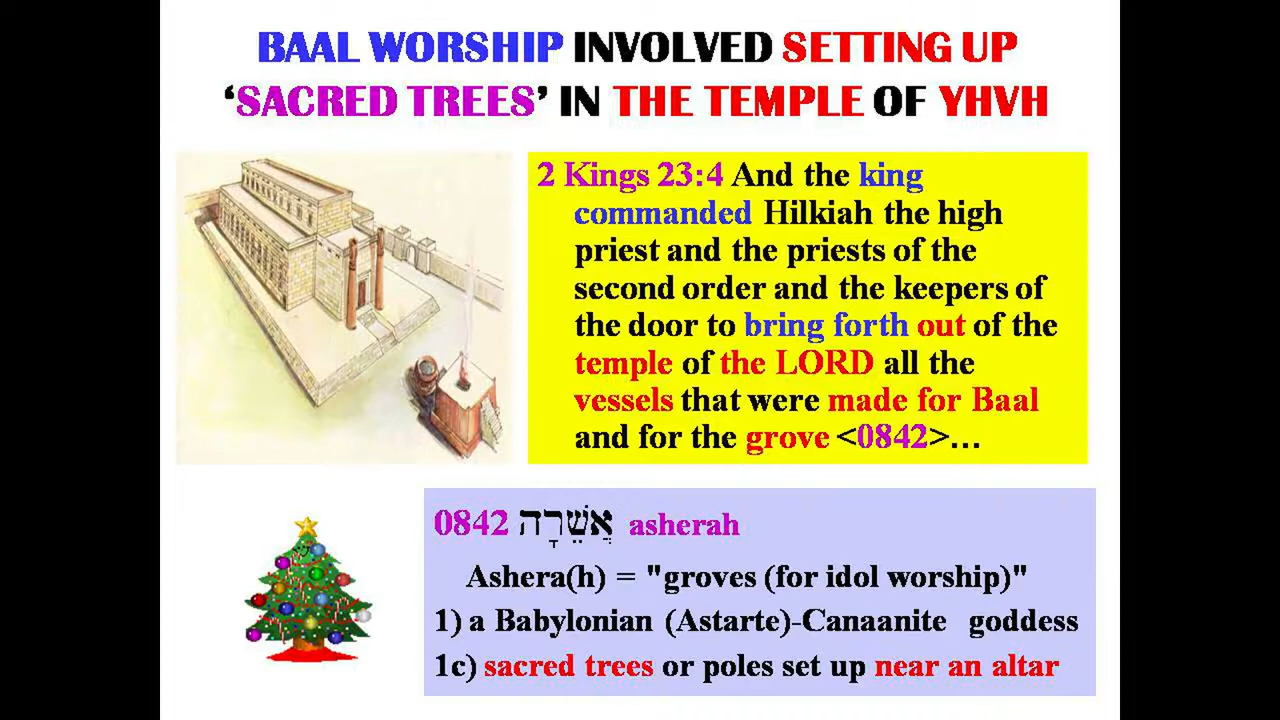 BAAL WORSHIP INVOLVED SETTING UP
‘SACRED TREES’ IN THE TEMPLE OF YHVH
2 Kings 23:4 And the king
commanded Hilkiah the high
priest and the priests of the
second order and the keepers of
the door to bring forth out of the
temple of the LORD all the
vessels that were made for Baal
and for the grove <0842>…
0842 אֲשֵׁרָה asherah
Ashera(h) = "groves (for idol worship)"
1) a Babylonian (Astarte)-Canaanite goddess
1c) sacred trees or poles set up near an altar